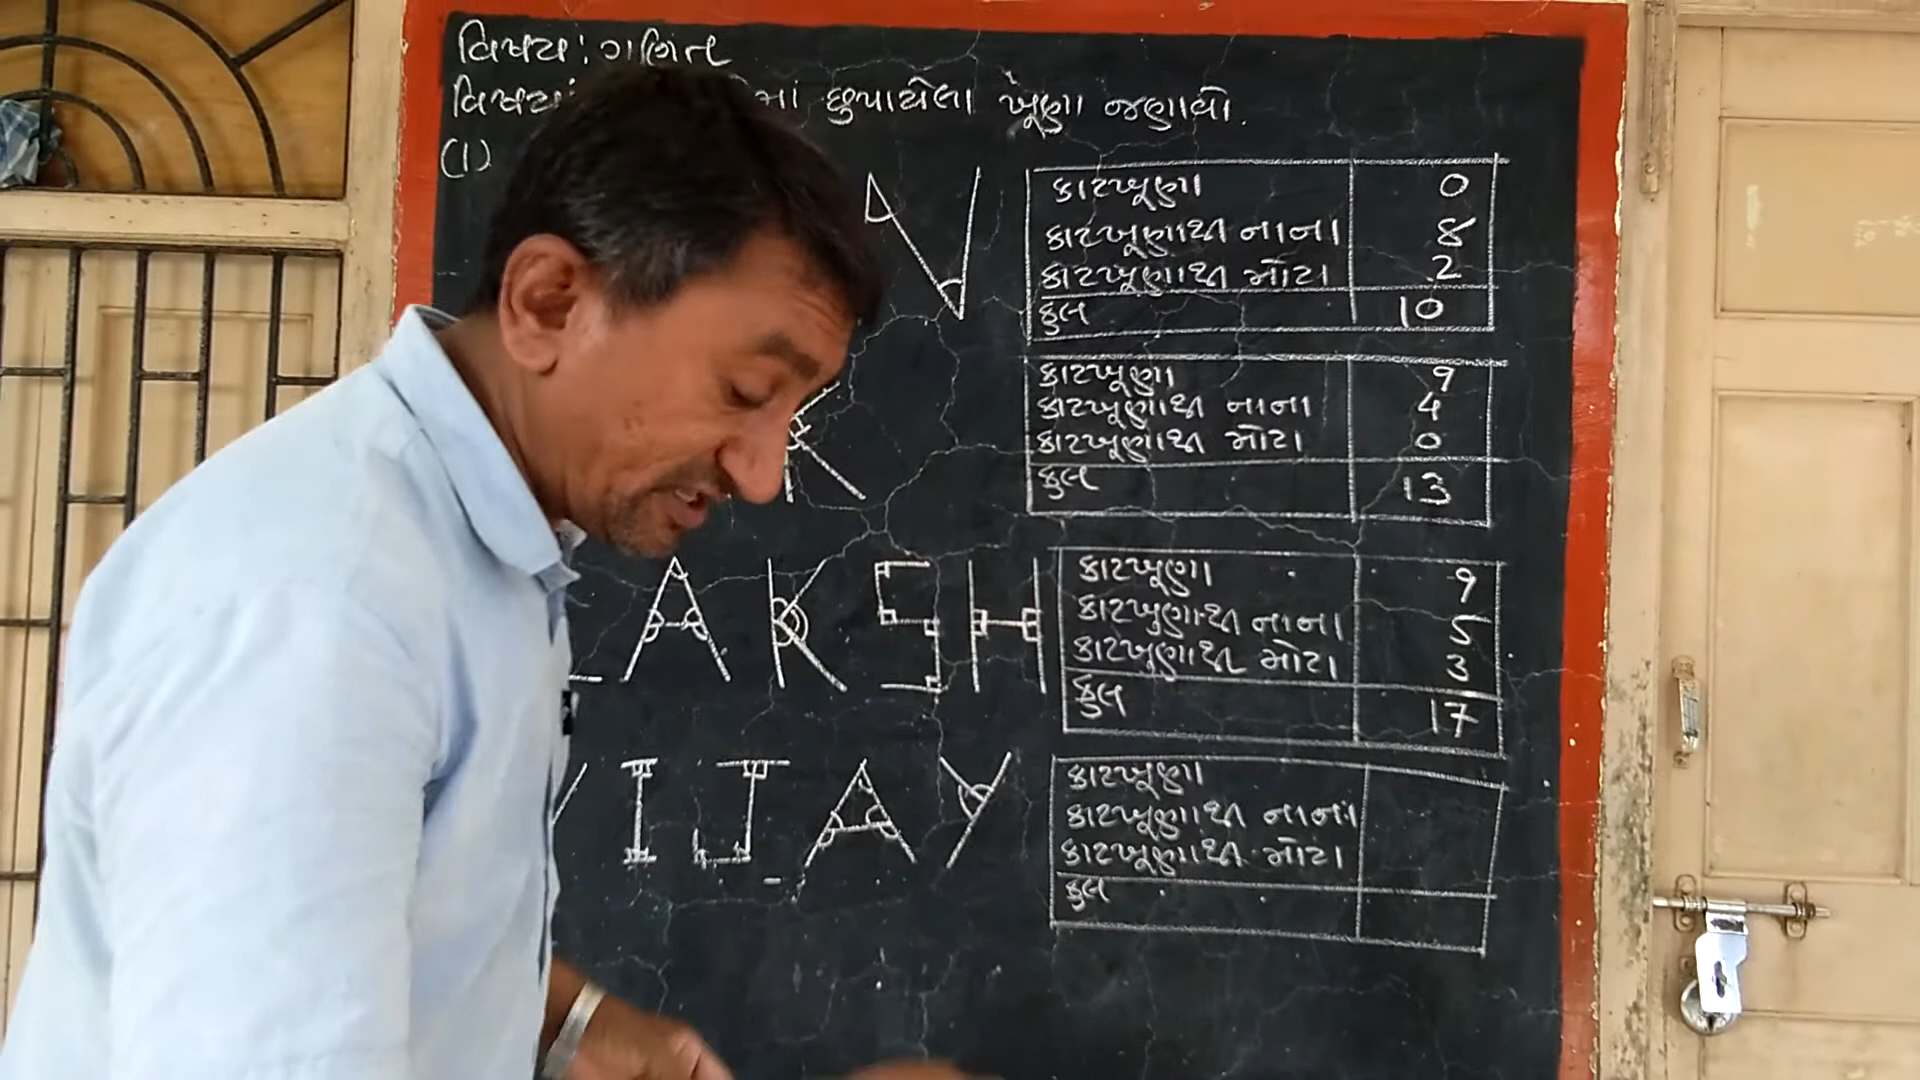 વિષય: ગણિત
વિષયાં માં છુપાયેલા ખૂણા જણાવો.
(1)
V
કાટખૂણા 0
કાટખૂણાથી નાના 8
કાટખૂણાથી મોટા 2
કુલ 10
K
કાટખૂણા 9
કાટખૂણાથી નાના 4
કાટખૂણાથી મોટા 0
કુલ 13
LAKSH
કાટખૂણા 9
કાટખુણાથી નાના 5
કાટખૂણાથી મોટા 3
કુલ 17
VIJAY
કાટખૂણા
કાટખૂણાથી નાના
કાટખૂણાથી મોટા
કુલ